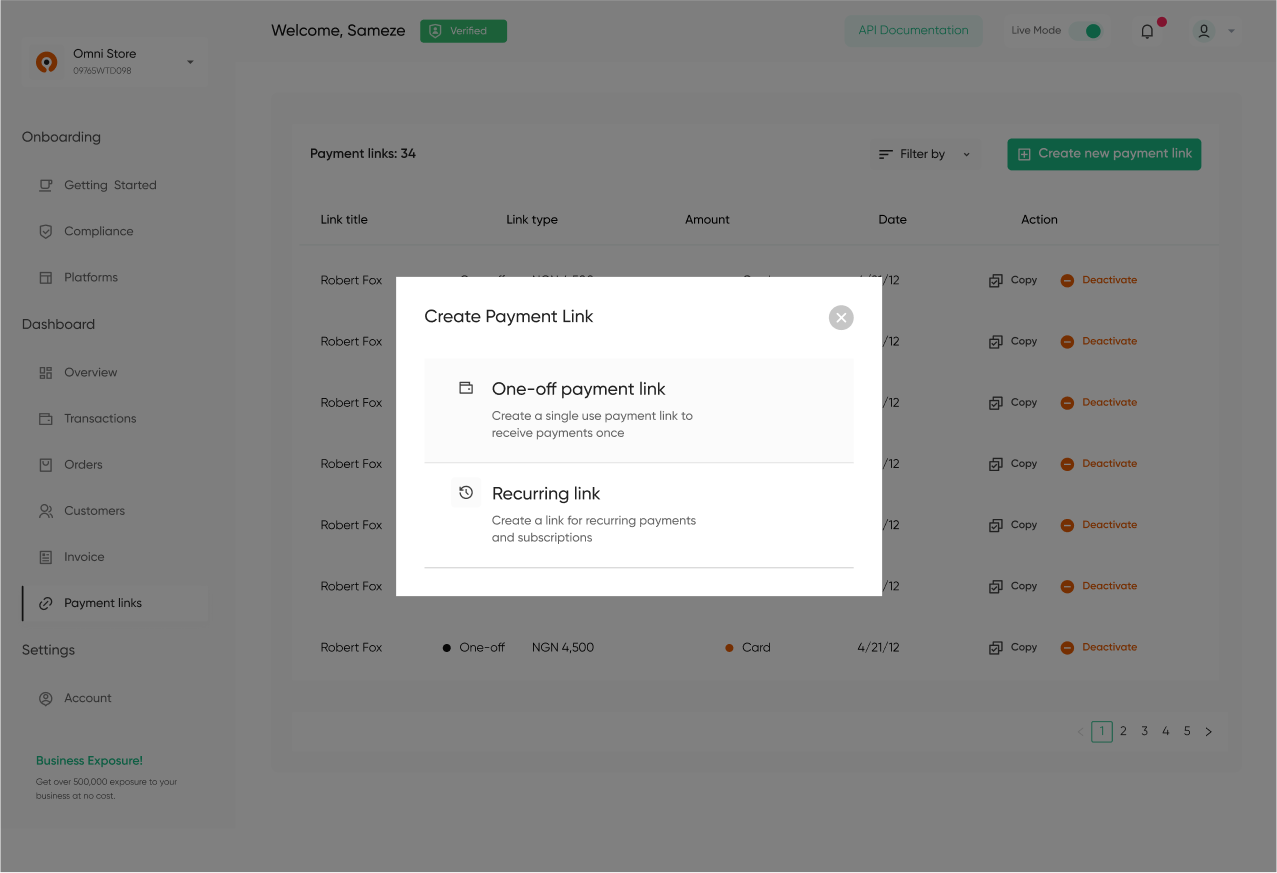 Welcome, Sameze
Verified
API Documentation
Live Mode
Omni Store
09765WTD098
Onboarding
Getting Started
Compliance
Platforms
Dashboard
Overview
Transactions
Orders
Customers
Invoice
Payment links
Settings
Account
Business Exposure!
Get over 500,000 exposure to your
business at no cost.
Payment links: 34
Filter by
Create new payment link
Link title Link type Amount Date Action
Robert Fox /12 Copy Deactivate
Robert Fox /12 Copy Deactivate
Robert Fox /12 Copy Deactivate
Robert Fox /12 Copy Deactivate
Robert Fox /12 Copy Deactivate
Robert Fox /12 Copy Deactivate
Robert Fox One-off NGN 4,500 Card 4/21/12 Copy Deactivate
< 1 2 3 4 5 >
Create Payment Link
One-off payment link
Create a single use payment link to
receive payments once
Recurring link
Create a link for recurring payments
and subscriptions